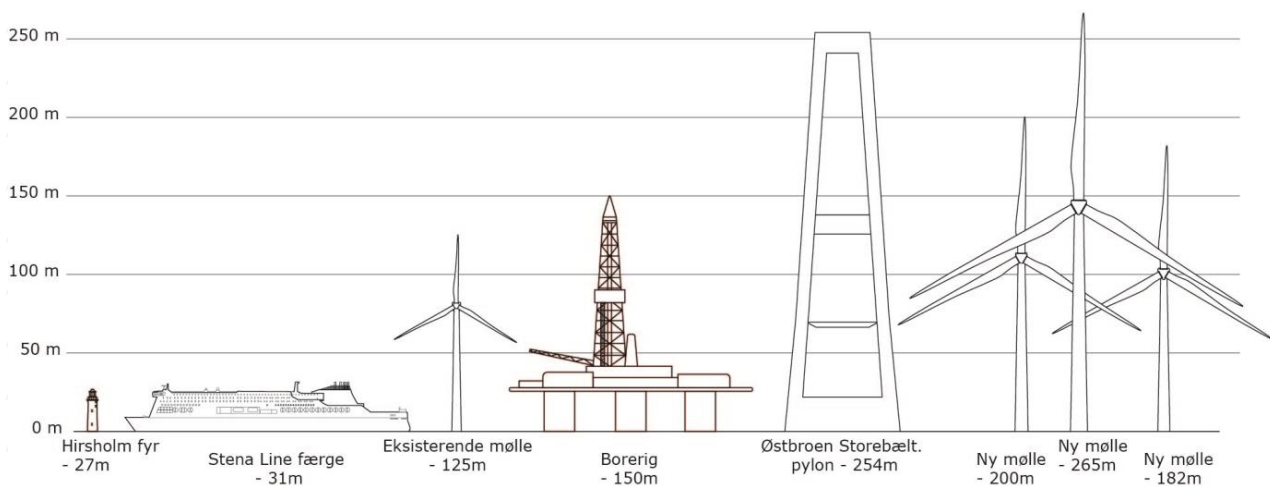 250 m
200 m
150 m
100 m
50 m
0 m
Hirsholm fyr
- 27m
Stena Line færge
- 31m
Eksisterende mølle
- 125m
Borerig
- 150m
Østbroen Storebælt.
pylon - 254m
Ny mølle
- 200m
Ny mølle
- 265m
Ny mølle
- 182m